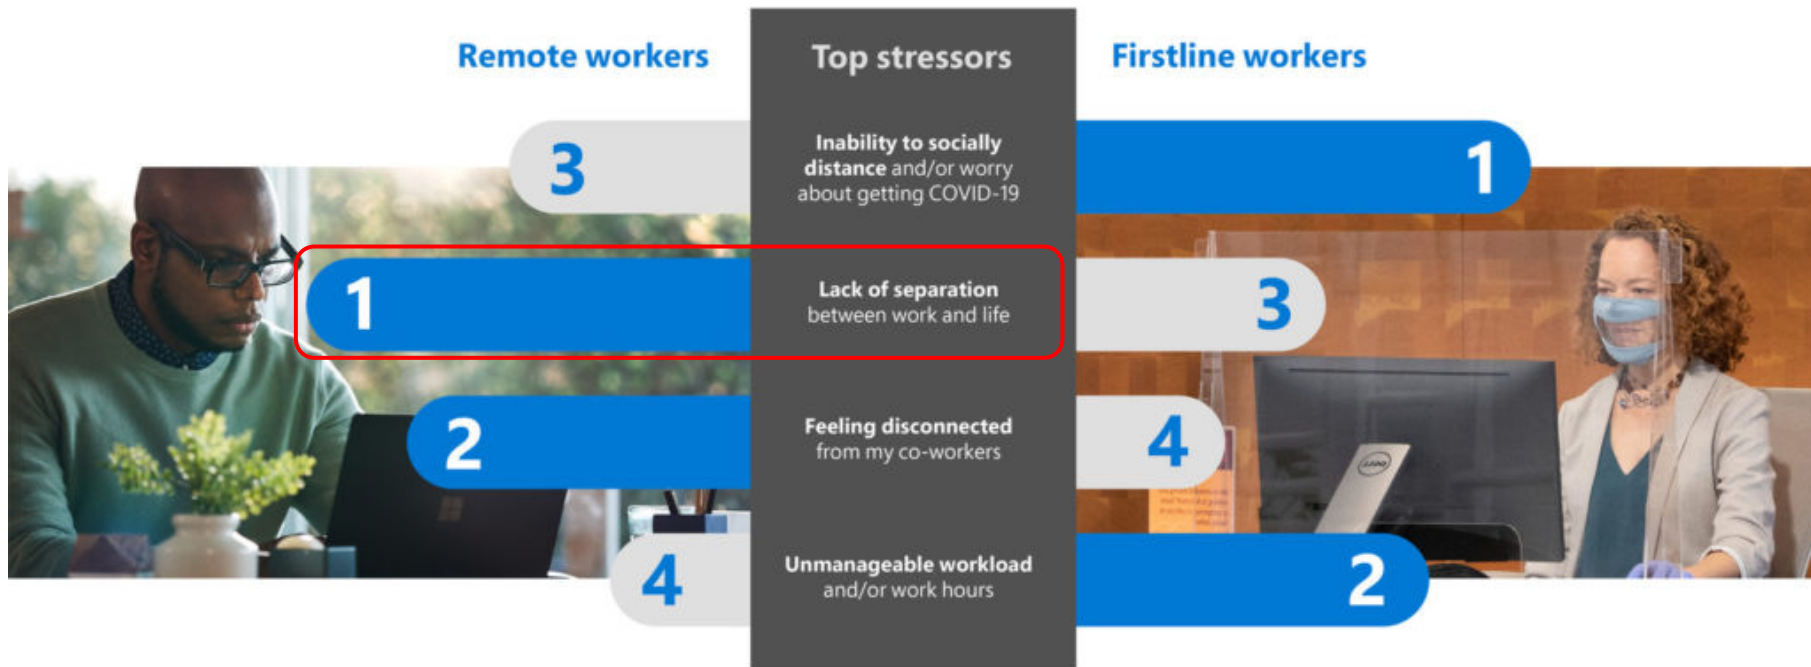 Remote workers
Top stressors
Firstline workers
3
Inability to socially
distance and/or worry
about getting COVID-19
1
1
Lack of separation
between work and life
3
2
Feeling disconnected
from my co-workers
4
4
Unmanageable workload
and/or work hours
2
DELL